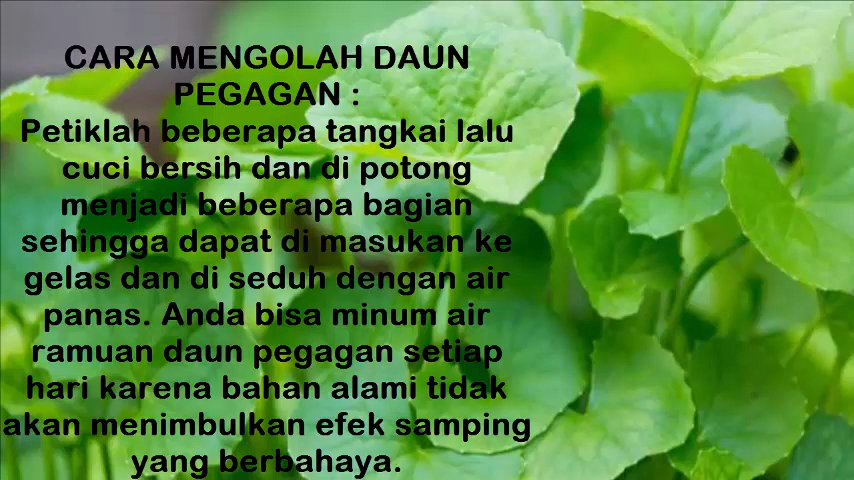 CARA MENGOLAH DAUN
PEGAGAN :
Petiklah beberapa tangkai lalu
cuci bersih dan di potong
menjadi beberapa bagian
sehingga dapat di masukan ke
gelas dan di seduh dengan air
panas. Anda bisa minum air
ramuan daun pegagan setiap
hari karena bahan alami tidak
akan menimbulkan efek samping
yang berbahaya.